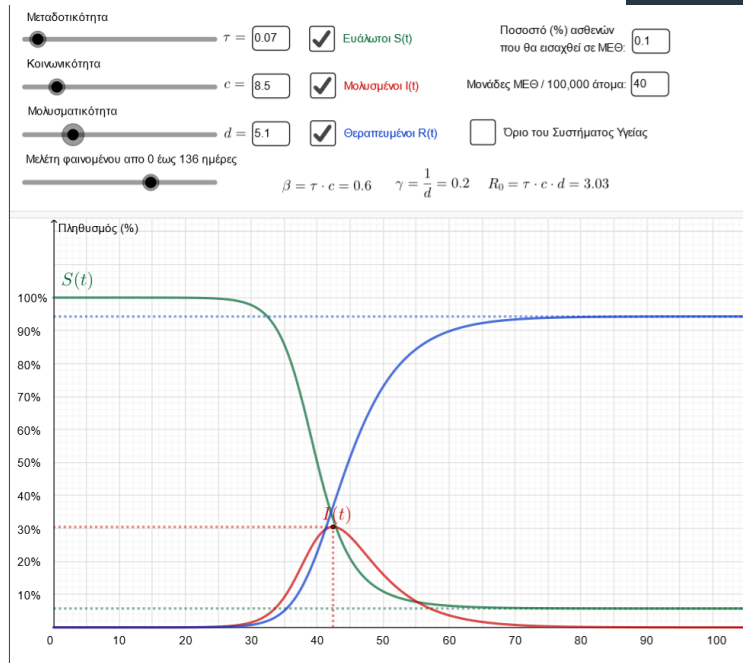 Μεταδοτικότητα
τ = 0.07
Ευάλωτοι S(t)
Ποσοστό (%) ασθενών
που θα εισαχθεί σε ΜΕΘ: 0.1
Κοινωνικότητα
c = 8.5
Μολυσμένοι I(t)
Μονάδες ΜΕΘ / 100,000 άτομα: 40
Μολυσματικότητα
d = 5.1
Θεραπευμένοι R(t)
Όριο του Συστήματος Υγείας
Μελέτη φαινομένου απο 0 έως 136 ημέρες
β = τ · c = 0.6 γ = 1/d = 0.2 R₀ = τ · c · d = 3.03
Πληθυσμός (%)
S(t)
100%
90%
80%
70%
60%
50%
40%
I(t)
30%
20%
10%
0 10 20 30 40 50 60 70 80 90 100